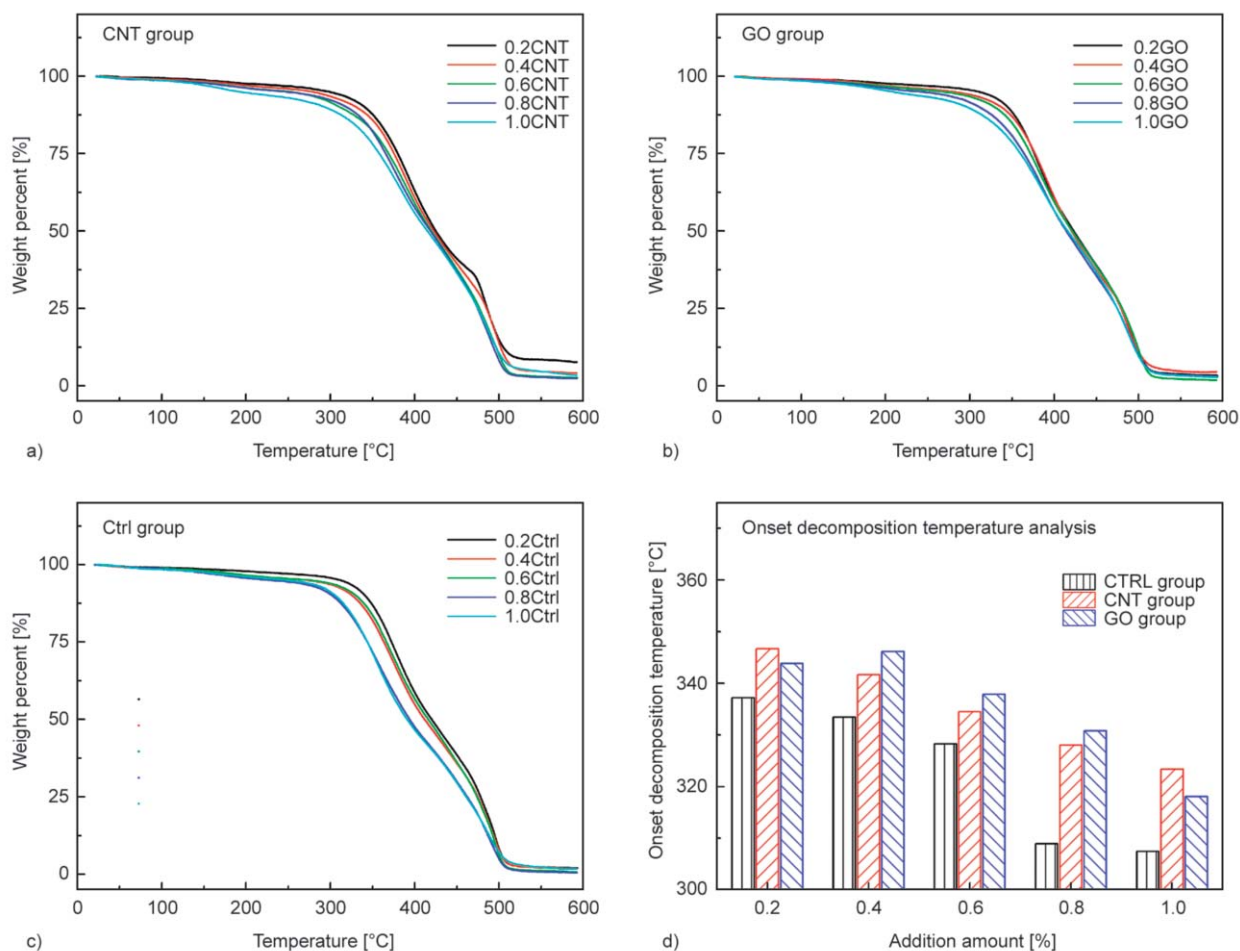 CNT group
0.2CNT
0.4CNT
0.6CNT
0.8CNT
1.0CNT
100
75
50
25
0
Weight percent [%]
0 100 200 300 400 500 600
Temperature [°C]
a)
GO group
0.2GO
0.4GO
0.6GO
0.8GO
1.0GO
100
75
50
25
0
Weight percent [%]
0 100 200 300 400 500 600
Temperature [°C]
b)
Ctrl group
0.2Ctrl
0.4Ctrl
0.6Ctrl
0.8Ctrl
1.0Ctrl
100
75
50
25
0
Weight percent [%]
0 100 200 300 400 500 600
Temperature [°C]
c)
Onset decomposition temperature analysis
CTRL group
CNT group
GO group
360
340
320
300
Onset decomposition temperature [°C]
0.2 0.4 0.6 0.8 1.0
Addition amount [%]
d)